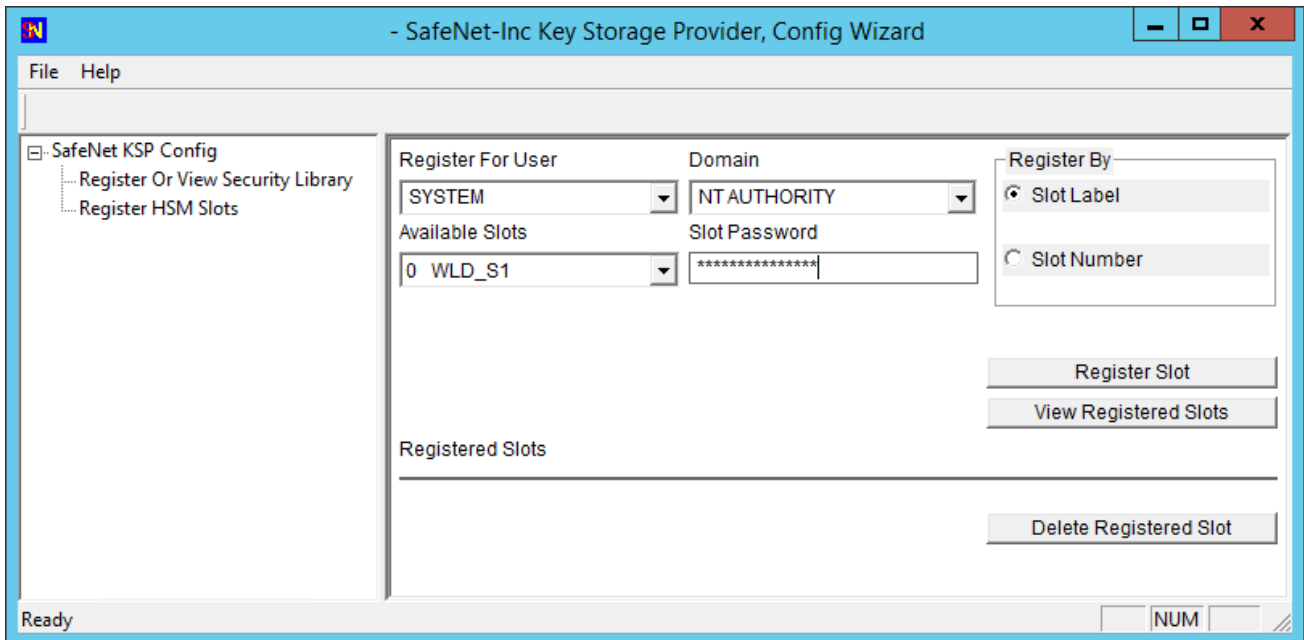 - SafeNet-Inc Key Storage Provider, Config Wizard
File Help
SafeNet KSP Config
Register Or View Security Library
Register HSM Slots
Register For User Domain
SYSTEM NT AUTHORITY
Available Slots Slot Password
0 WLD_S1 ***************
Register By
Slot Label
Slot Number
Register Slot
View Registered Slots
Registered Slots
Delete Registered Slot
Ready NUM